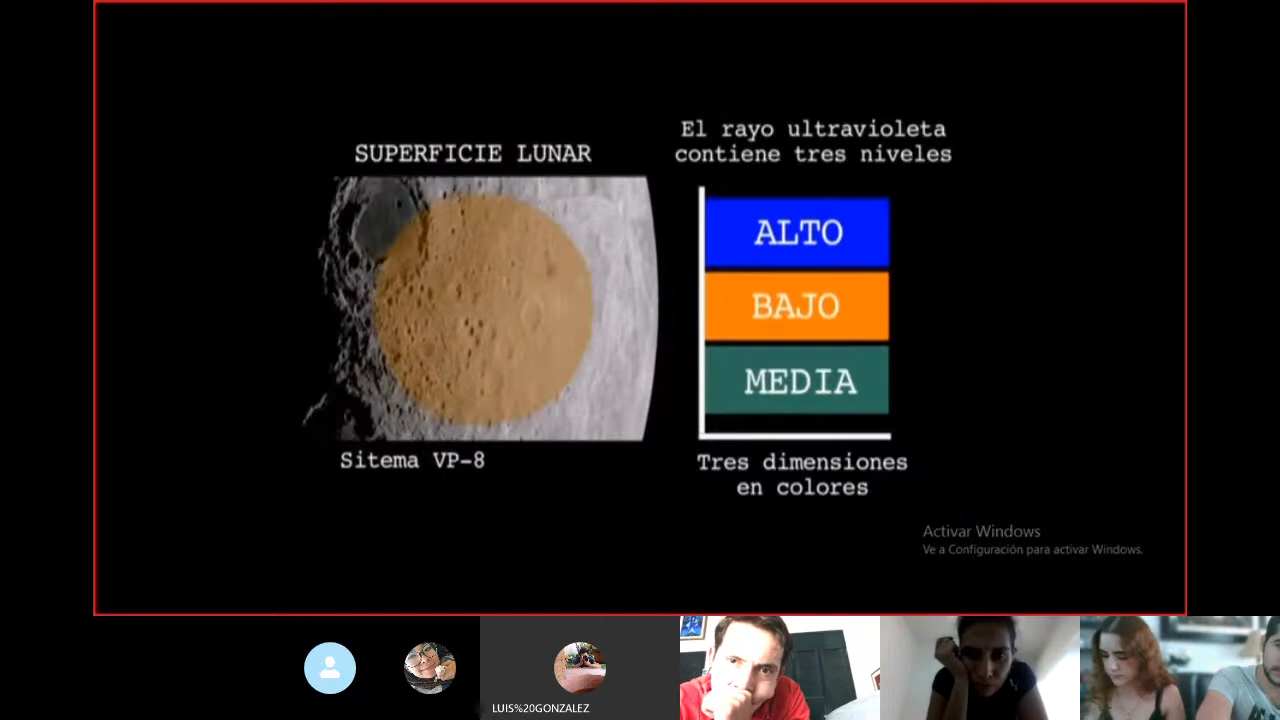 SUPERFICIE LUNAR
Sitema VP-8
El rayo ultravioleta
contiene tres niveles
ALTO
BAJO
MEDIA
Tres dimensiones
en colores
Activar Windows
Ve a Configuración para activar Windows.
LUIS%20GONZALEZ